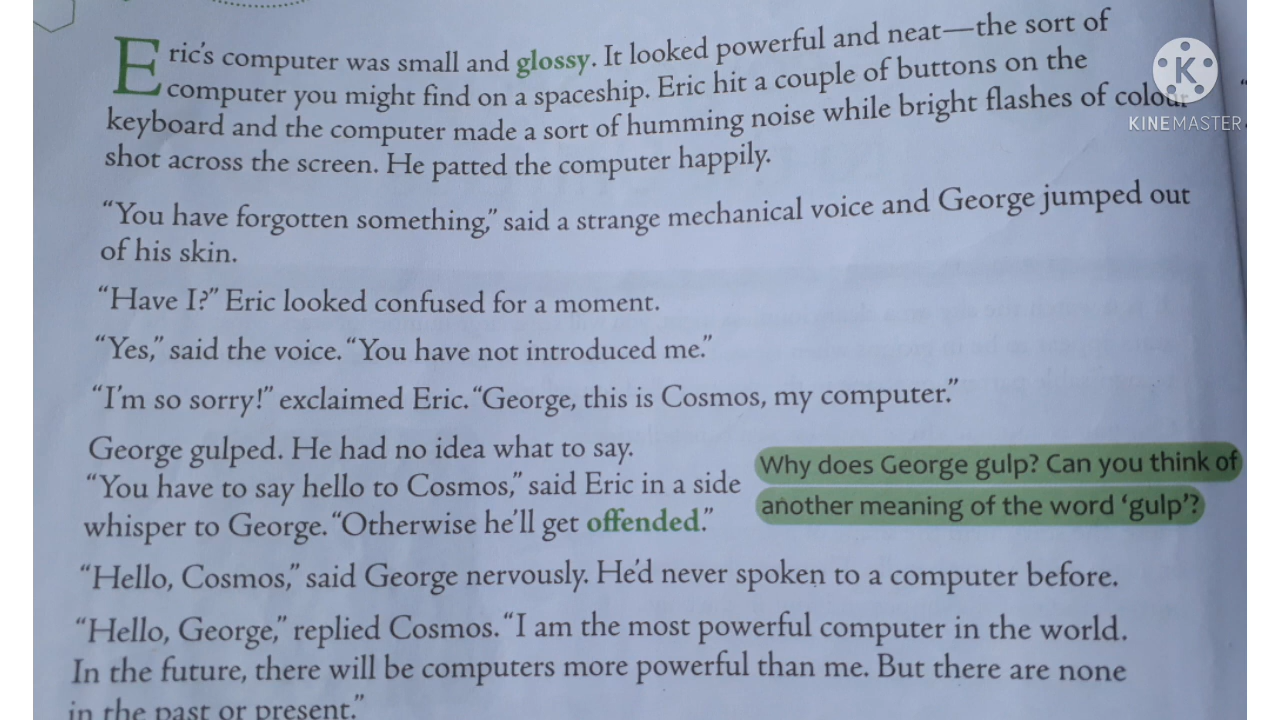 Eric's computer was small and glossy. It looked powerful and neat—the sort of
computer you might find on a spaceship. Eric hit a couple of buttons on the
keyboard and the computer made a sort of humming noise while bright flashes of colour
shot across the screen. He patted the computer happily.
“You have forgotten something,” said a strange mechanical voice and George jumped out
of his skin.
“Have I?” Eric looked confused for a moment.
“Yes,” said the voice. “You have not introduced me.”
“I'm so sorry!” exclaimed Eric. “George, this is Cosmos, my computer.”
George gulped. He had no idea what to say.
“You have to say hello to Cosmos,” said Eric in a side
whisper to George. “Otherwise he'll get offended.”
Why does George gulp? Can you think of
another meaning of the word ‘gulp’?
“Hello, Cosmos,” said George nervously. He'd never spoken to a computer before.
“Hello, George,” replied Cosmos. “I am the most powerful computer in the world.
In the future, there will be computers more powerful than me. But there are none
in the past or present.”
K
KINEMASTER